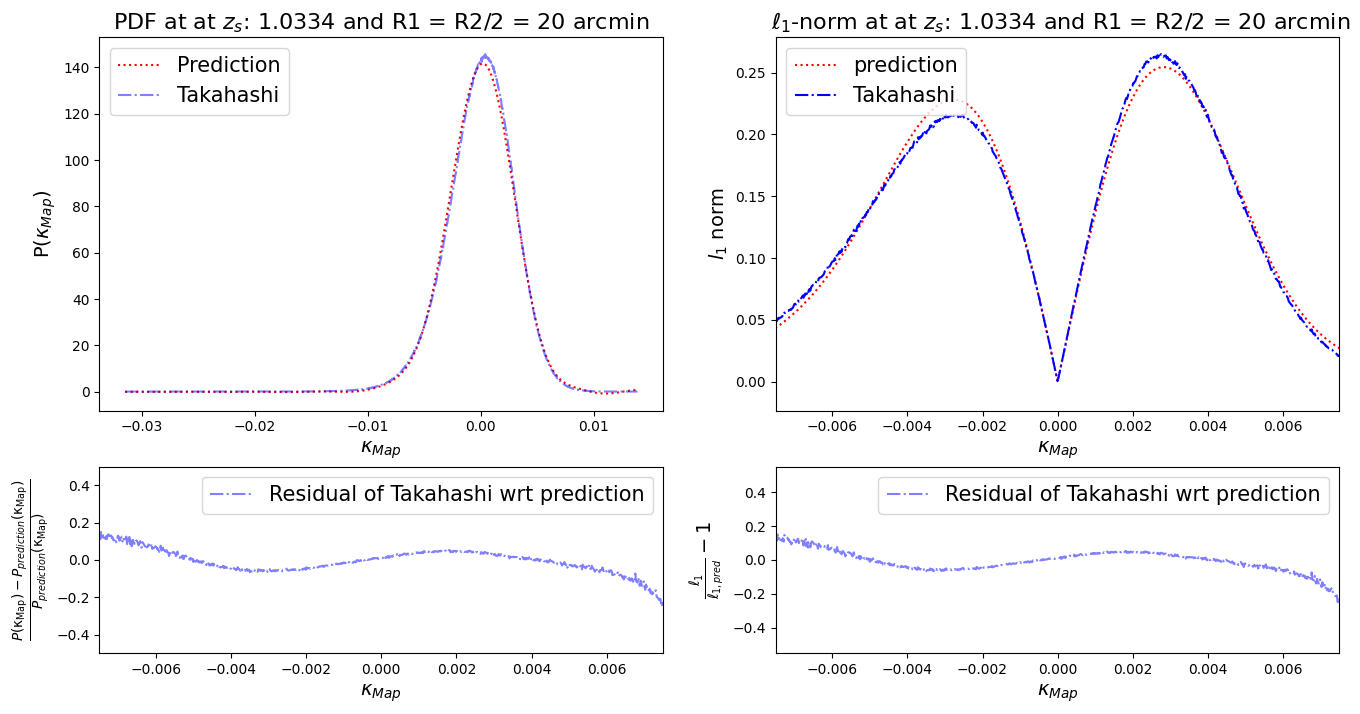 PDF at at z_s: 1.0334 and R1 = R2/2 = 20 arcmin
Prediction
Takahashi
P(κ_Map)
140
120
100
80
60
40
20
0
−0.03 −0.02 −0.01 0.00 0.01
κ_Map
ℓ₁-norm at at z_s: 1.0334 and R1 = R2/2 = 20 arcmin
prediction
Takahashi
l₁ norm
0.25
0.20
0.15
0.10
0.05
0.00
−0.006 −0.004 −0.002 0.000 0.002 0.004 0.006
κ_Map
Residual of Takahashi wrt prediction
P(κ_Map) − P_prediction(κ_Map)
P_prediction(κ_Map)
0.4
0.2
0.0
−0.2
−0.4
−0.006 −0.004 −0.002 0.000 0.002 0.004 0.006
κ_Map
Residual of Takahashi wrt prediction
ℓ₁/ℓ₁,pred − 1
0.4
0.2
0.0
−0.2
−0.4
−0.006 −0.004 −0.002 0.000 0.002 0.004 0.006
κ_Map